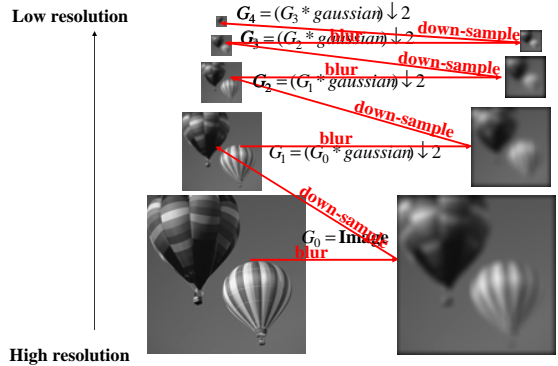 Low resolution
G₄ = (G₃ * gaussian) ↓ 2
down-sample
G₃ = (G₂ * gaussian) ↓ 2
blur
down-sample
blur
G₂ = (G₁ * gaussian) ↓ 2
down-sample
blur
G₁ = (G₀ * gaussian) ↓ 2
down-sample
G₀ = Image
blur
High resolution